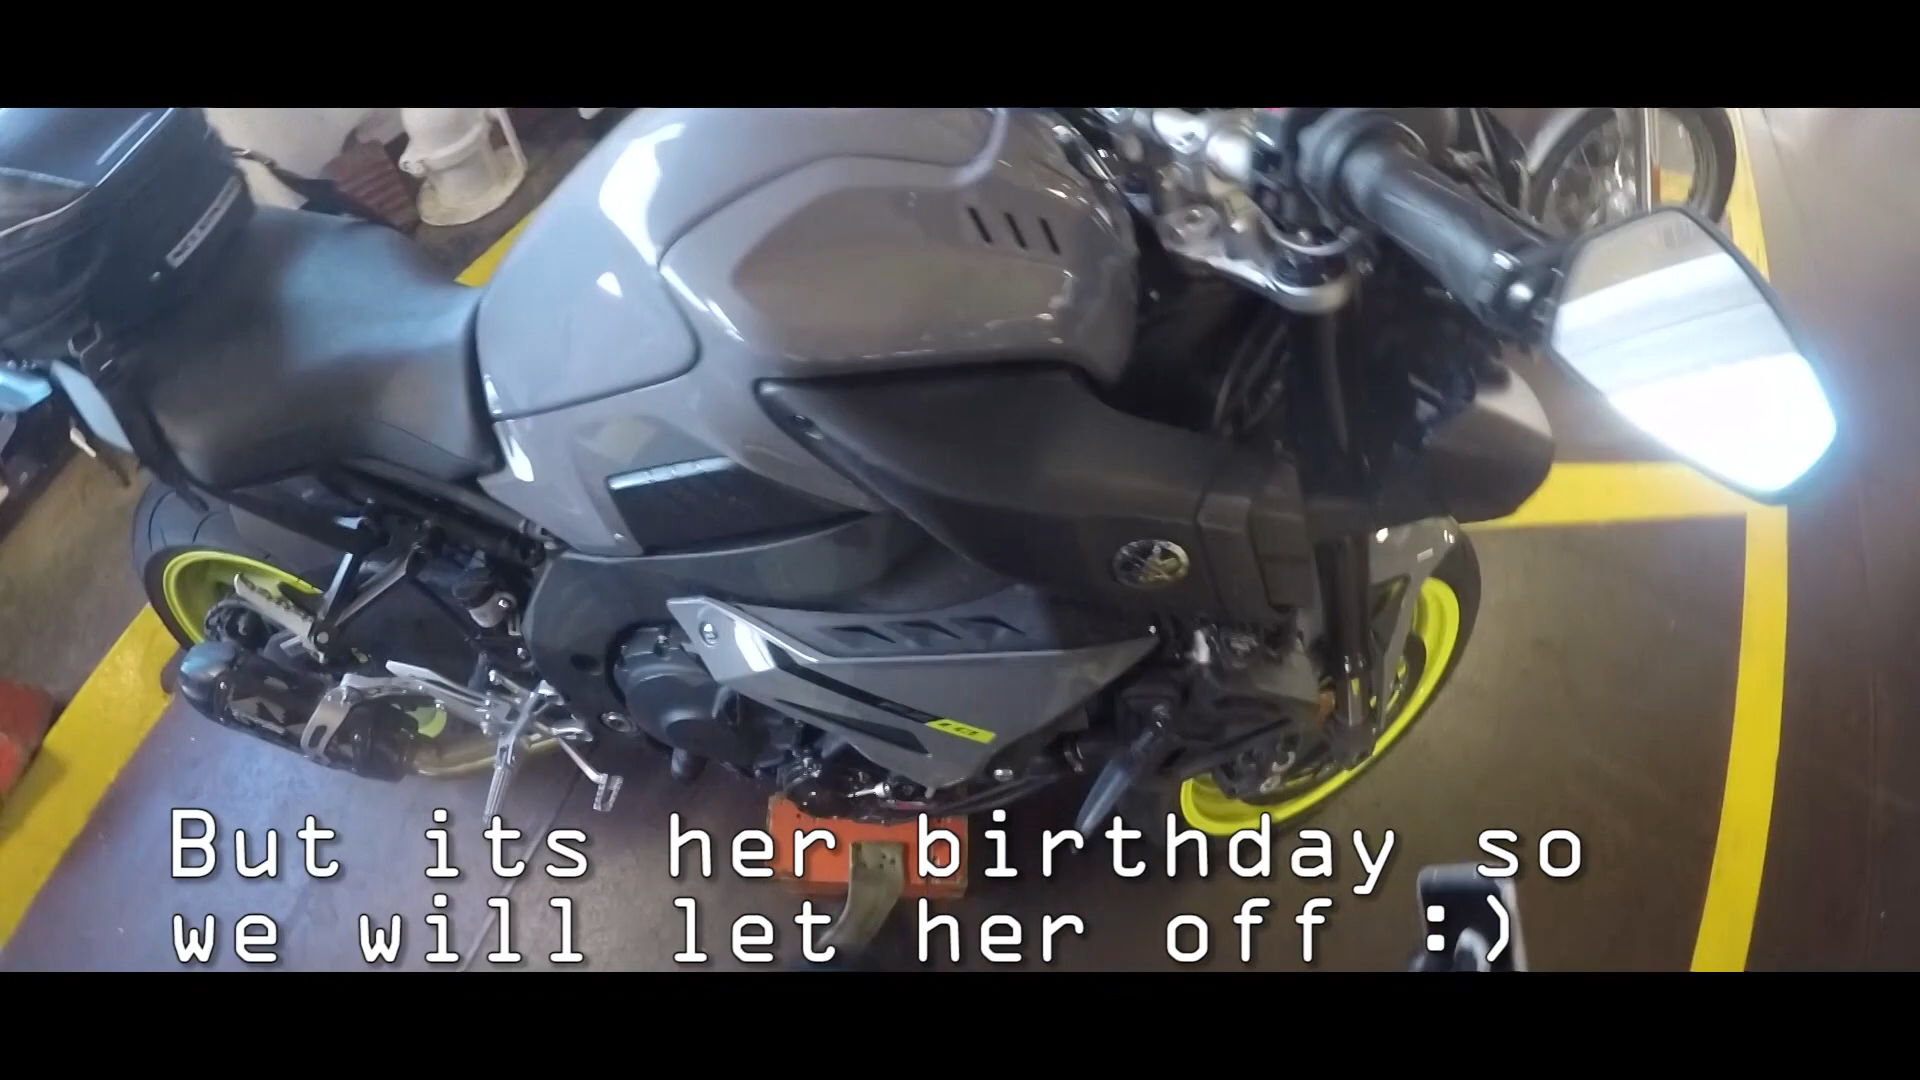 But its her birthday so
we will let her off :)